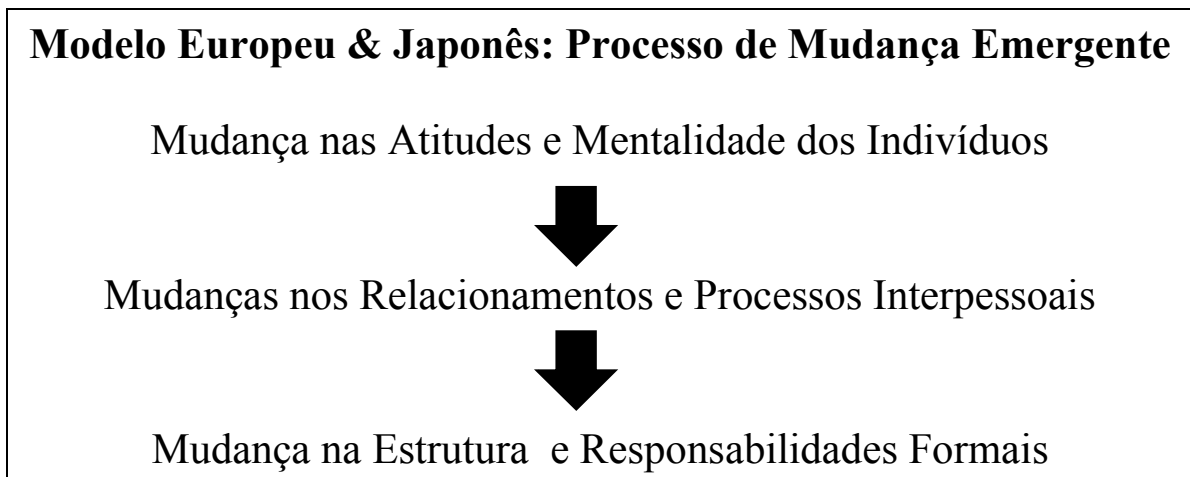 Modelo Europeu & Japonês: Processo de Mudança Emergente
Mudança nas Atitudes e Mentalidade dos Indivíduos
Mudanças nos Relacionamentos e Processos Interpessoais
Mudança na Estrutura e Responsabilidades Formais